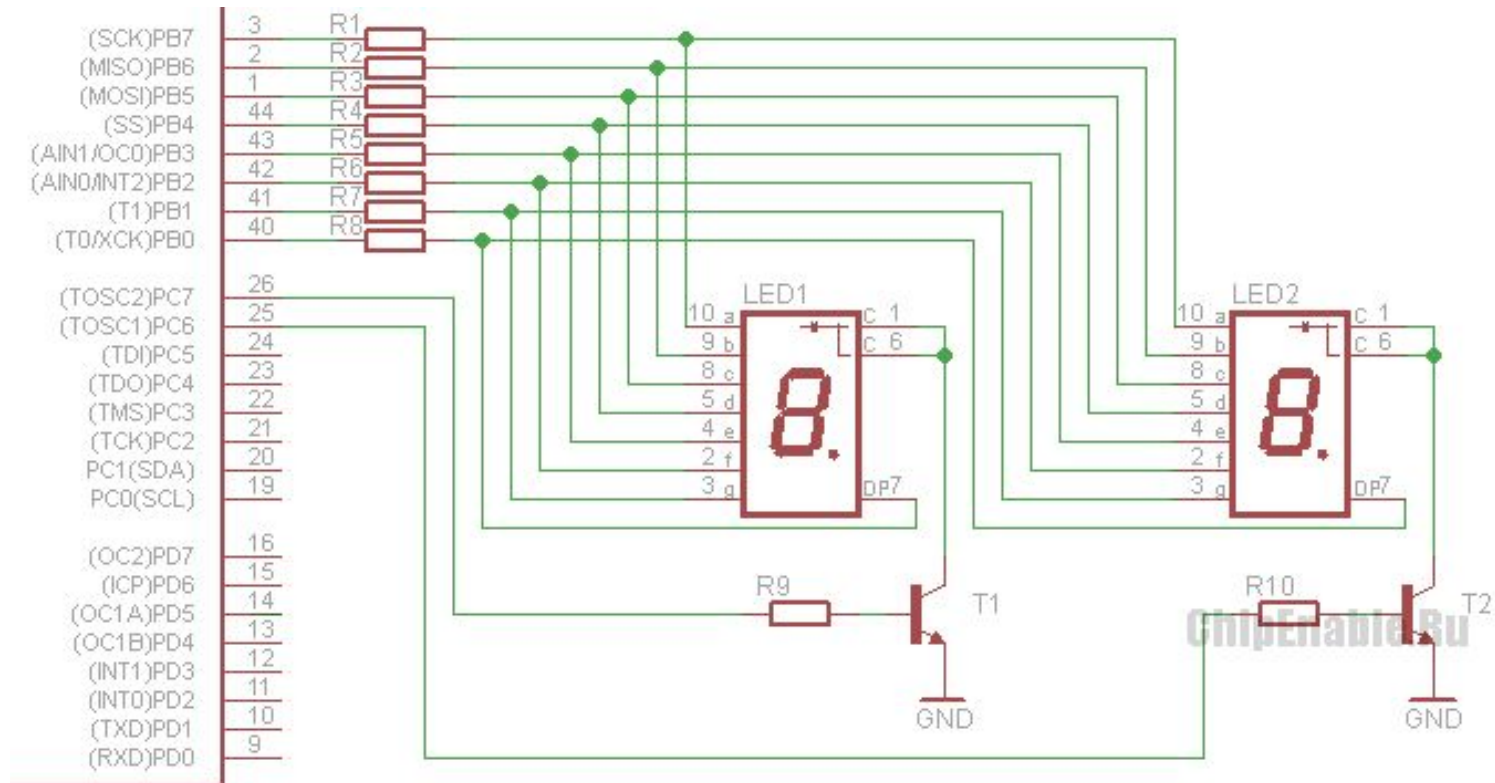 (SCK)PB7 3 R1
(MISO)PB6 2 R2
(MOSI)PB5 1 R3
(SS)PB4 44 R4
(AIN1/OC0)PB3 43 R5
(AIN0/INT2)PB2 42 R6
(T1)PB1 41 R7
(T0/XCK)PB0 40 R8
(TOSC2)PC7 26
(TOSC1)PC6 25
(TDI)PC5 24
(TDO)PC4 23
(TMS)PC3 22
(TCK)PC2 21
PC1(SDA) 20
PC0(SCL) 19
(OC2)PD7 16
(ICP)PD6 15
(OC1A)PD5 14
(OC1B)PD4 13
(INT1)PD3 12
(INT0)PD2 11
(TXD)PD1 10
(RXD)PD0 9
LED1
10 a C 1
9 b C 6
8 c
5 d
4 e
2 f
3 g DP7
8.
LED2
10 a C 1
9 b C 6
8 c
5 d
4 e
2 f
3 g DP7
8.
R9
T1
GND
R10
T2
ChipEnable.Ru
GND